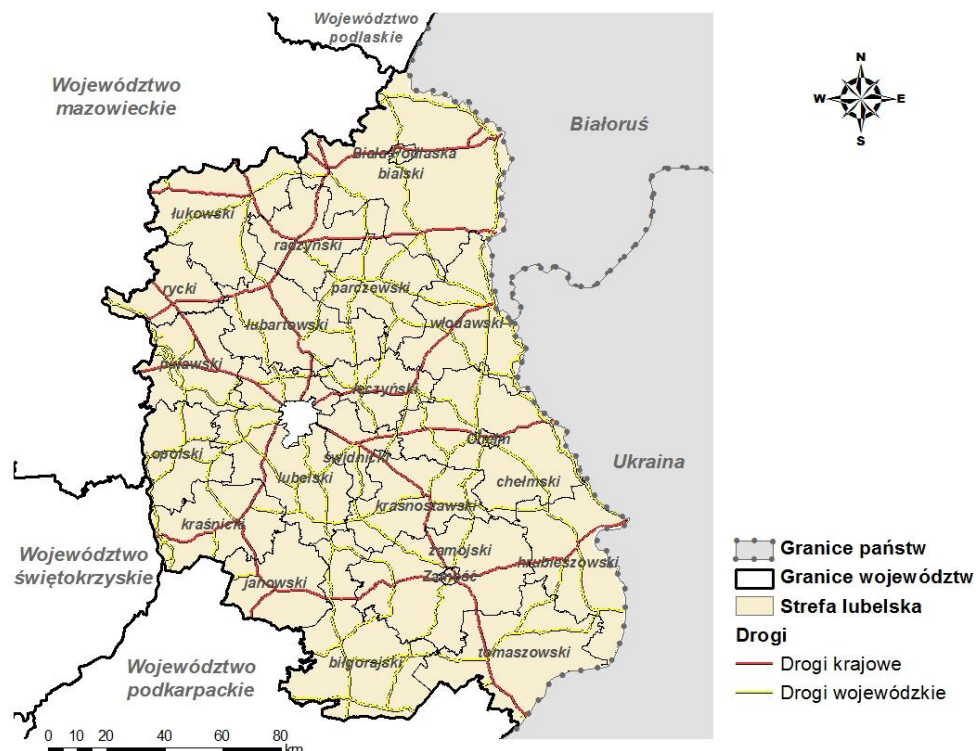 Województwo
podlaskie
N
W E
S
Województwo
mazowieckie
Białoruś
Biała Podlaska
bialski
łukowski
radzyński
rycki
parczewski
lubartowski
włodawski
puławski
łęczyński
Chełm
opolski
świdnicki
lubelski
chełmski
Ukraina
krasnostawski
kraśnicki
zamojski
hrubieszowski
Województwo
świętokrzyskie
janowski
Zamość
tomaszowski
biłgorajski
Województwo
podkarpackie
Granice państw
Granice województw
Strefa lubelska
Drogi
Drogi krajowe
Drogi wojewódzkie
0 10 20 40 60 80
km